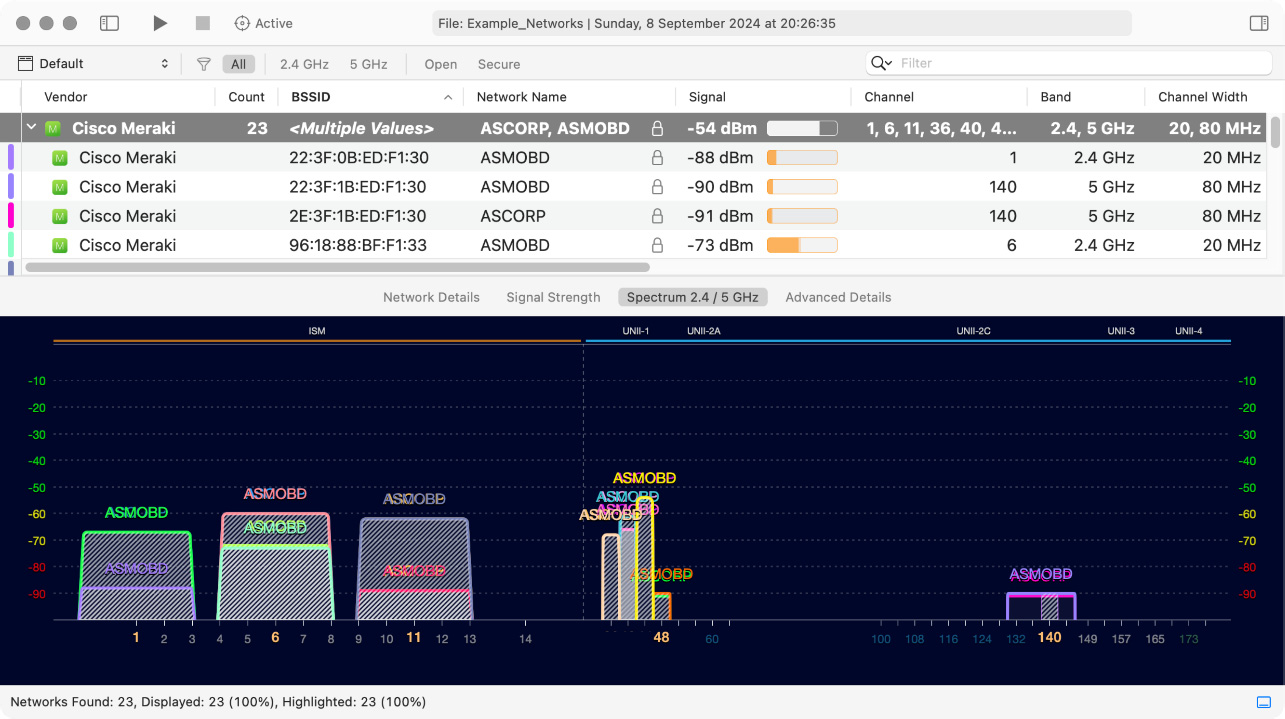 Active
File: Example_Networks | Sunday, 8 September 2024 at 20:26:35
Default All 2.4 GHz 5 GHz Open Secure Filter
Vendor Count BSSID Network Name Signal Channel Band Channel Width
M Cisco Meraki 23 <Multiple Values> ASCORP, ASMOBD -54 dBm 1, 6, 11, 36, 40, 4... 2.4, 5 GHz 20, 80 MHz
M Cisco Meraki 22:3F:0B:ED:F1:30 ASMOBD -88 dBm 1 2.4 GHz 20 MHz
M Cisco Meraki 22:3F:1B:ED:F1:30 ASMOBD -90 dBm 140 5 GHz 80 MHz
M Cisco Meraki 2E:3F:1B:ED:F1:30 ASCORP -91 dBm 140 5 GHz 80 MHz
M Cisco Meraki 96:18:88:BF:F1:33 ASMOBD -73 dBm 6 2.4 GHz 20 MHz
Network Details Signal Strength Spectrum 2.4 / 5 GHz Advanced Details
ISM UNII-1 UNII-2A UNII-2C UNII-3 UNII-4
-10 -10
-20 -20
-30 -30
-40 -40
ASMOBD
-50 ASMOBD ASMOBD ASMOBD -50
-60 ASMOBD ASMOBD -60
ASMOBD
-70 -70
-80 ASMOBD ASMOBD ASMOBD ASMOBD -80
-90 -90
1 2 3 4 5 6 7 8 9 10 11 12 13 14 48 60 100 108 116 124 132 140 149 157 165 173
Networks Found: 23, Displayed: 23 (100%), Highlighted: 23 (100%)